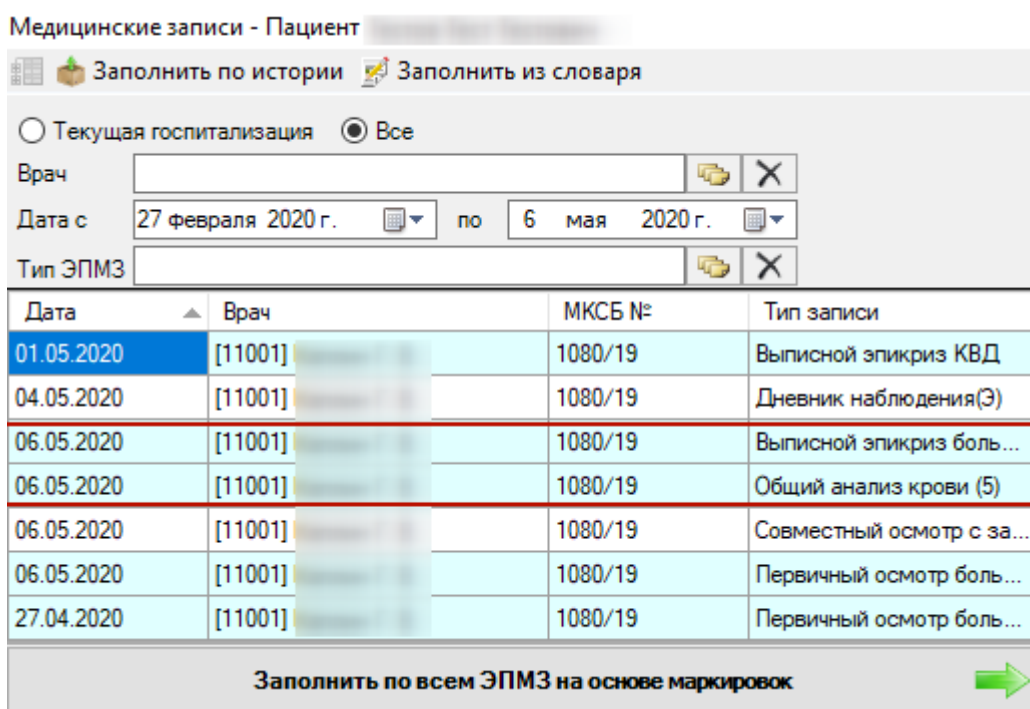 Медицинские записи - Пациент
Заполнить по истории Заполнить из словаря
Текущая госпитализация Все
Врач
Дата с 27 февраля 2020 г. по 6 мая 2020 г.
Тип ЭПМЗ
Дата Врач МКСБ № Тип записи
01.05.2020 [11001] 1080/19 Выписной эпикриз КВД
04.05.2020 [11001] 1080/19 Дневник наблюдения(Э)
06.05.2020 [11001] 1080/19 Выписной эпикриз боль...
06.05.2020 [11001] 1080/19 Общий анализ крови (5)
06.05.2020 [11001] 1080/19 Совместный осмотр с за...
06.05.2020 [11001] 1080/19 Первичный осмотр боль...
27.04.2020 [11001] 1080/19 Первичный осмотр боль...
Заполнить по всем ЭПМЗ на основе маркировок